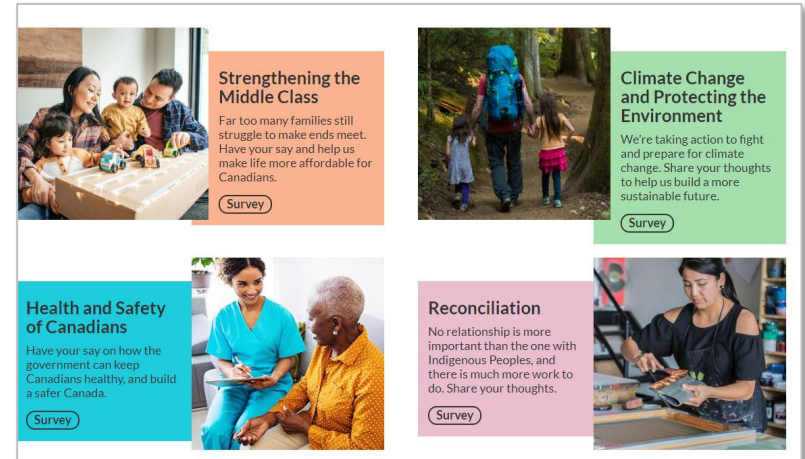 Strengthening the
Middle Class
Far too many families still
struggle to make ends meet.
Have your say and help us
make life more affordable for
Canadians.
Survey
Climate Change
and Protecting the
Environment
We're taking action to fight
and prepare for climate
change. Share your thoughts
to help us build a more
sustainable future.
Survey
Health and Safety
of Canadians
Have your say on how the
government can keep
Canadians healthy, and build
a safer Canada.
Survey
Reconciliation
No relationship is more
important than the one with
Indigenous Peoples, and
there is much more work to
do. Share your thoughts.
Survey